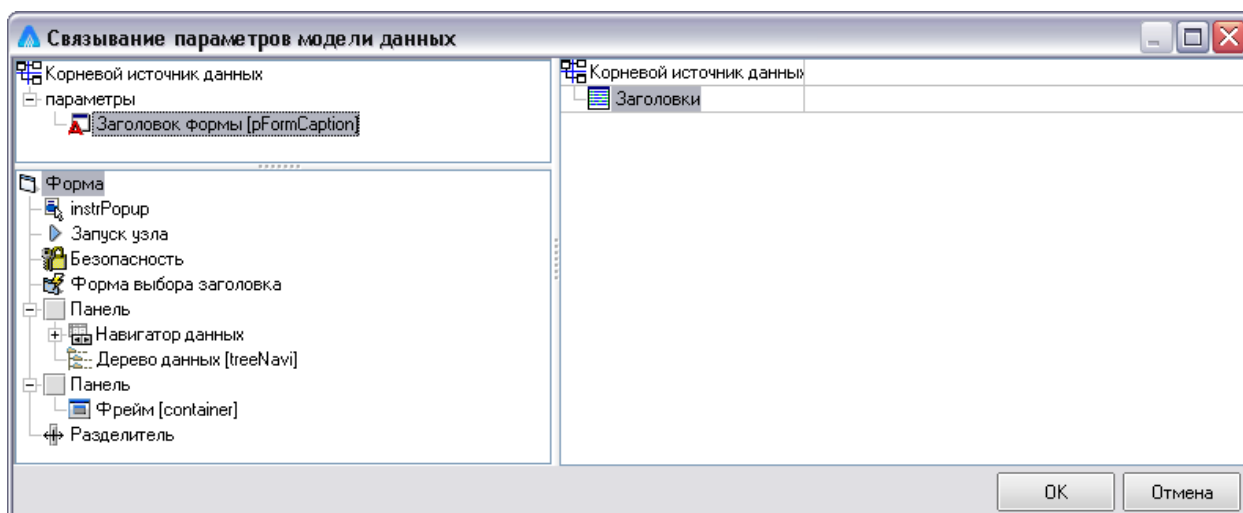 Связывание параметров модели данных
Корневой источник данных
параметры
Заголовок формы [pFormCaption]
Форма
instrPopup
Запуск узла
Безопасность
Форма выбора заголовка
Панель
Навигатор данных
Дерево данных [treeNavi]
Панель
Фрейм [container]
Разделитель
Корневой источник данных
Заголовки
OK
Отмена